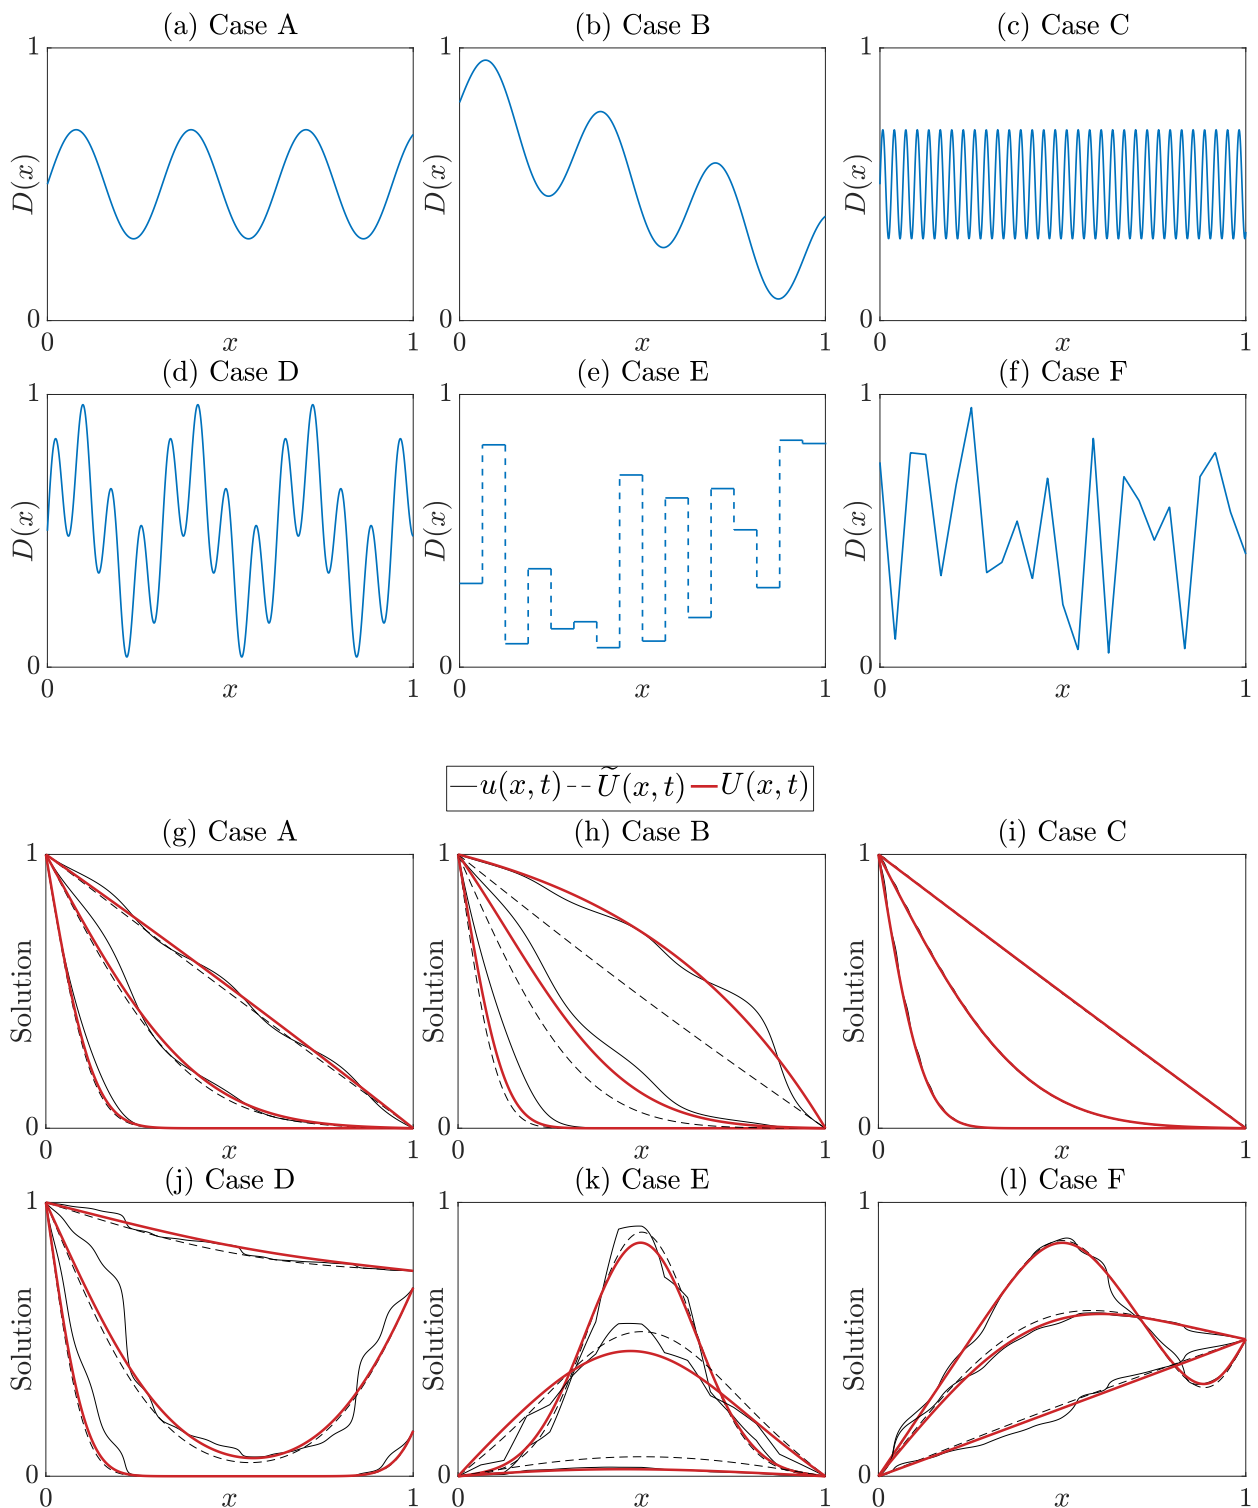 (a) Case A (b) Case B (c) Case C
1 1 1
D(x) D(x) D(x)
0 0 0
0 x 1 0 x 1 0 x 1
(d) Case D (e) Case E (f) Case F
1 1 1
D(x) D(x) D(x)
0 0 0
0 x 1 0 x 1 0 x 1
u(x, t) Ũ(x, t) U(x, t)
(g) Case A (h) Case B (i) Case C
1 1 1
Solution Solution Solution
0 0 0
0 x 1 0 x 1 0 x 1
(j) Case D (k) Case E (l) Case F
1 1 1
Solution Solution Solution
0 0 0
0 x 1 0 x 1 0 x 1